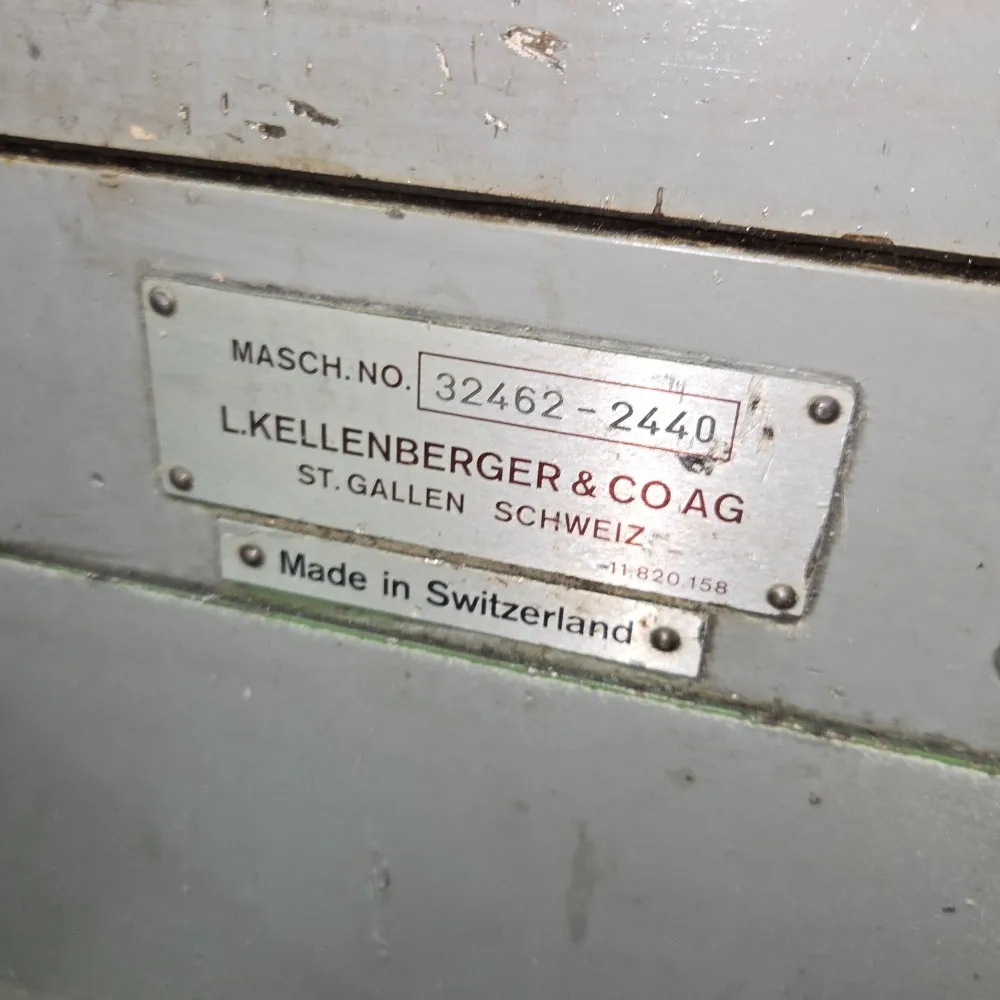 MASCH. NO. 32462-2440
L.KELLENBERGER & CO AG
ST. GALLEN SCHWEIZ
11.820.158
Made in Switzerland